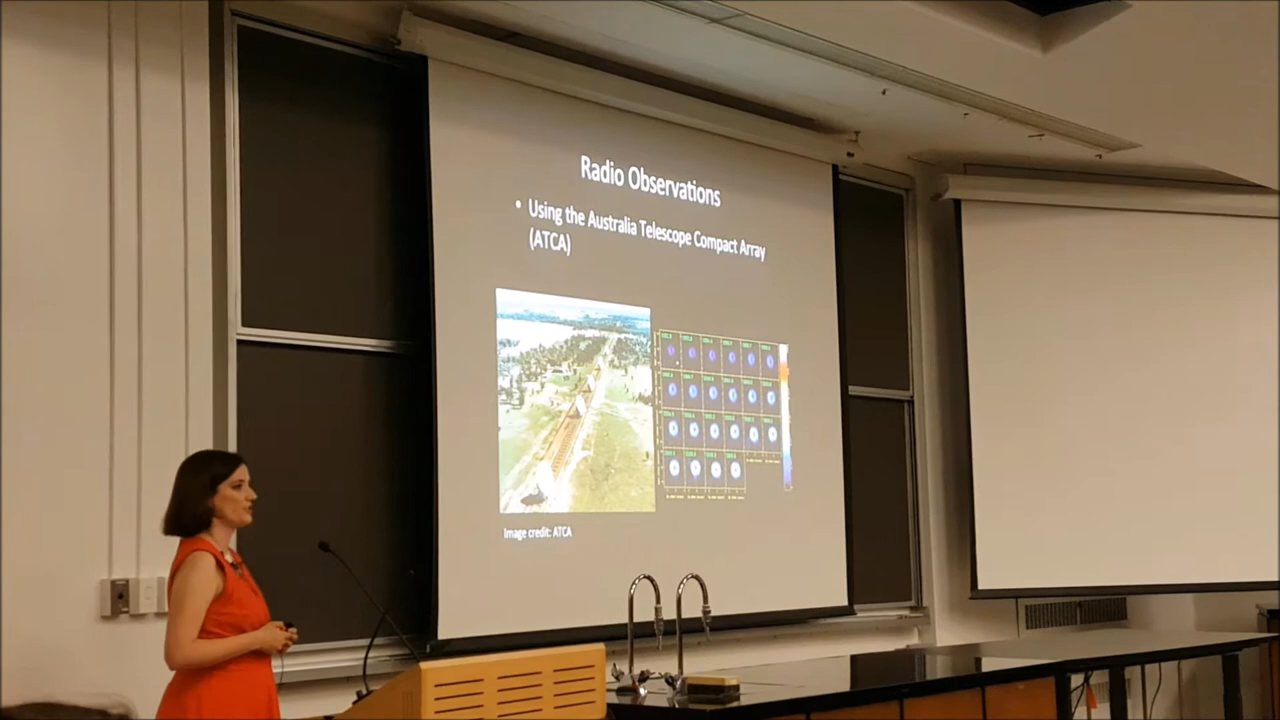 Radio Observations
• Using the Australia Telescope Compact Array
(ATCA)
Image credit: ATCA